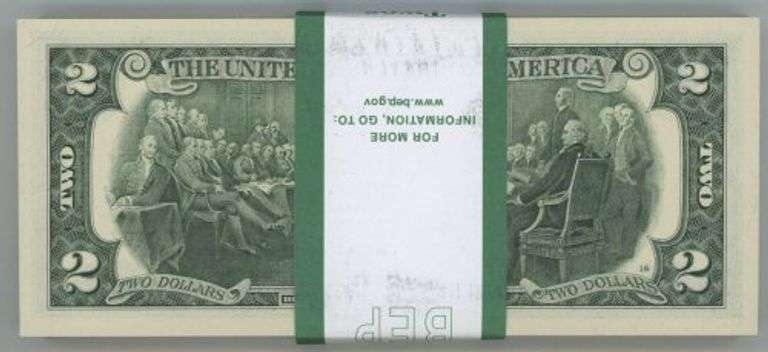 2
THE UNITE
MERICA
2
TWO
TWO
FOR MORE
INFORMATION, GO TO:
www.bep.gov
2
TWO DOLLARS
TWO DOLLARS
2
BEP